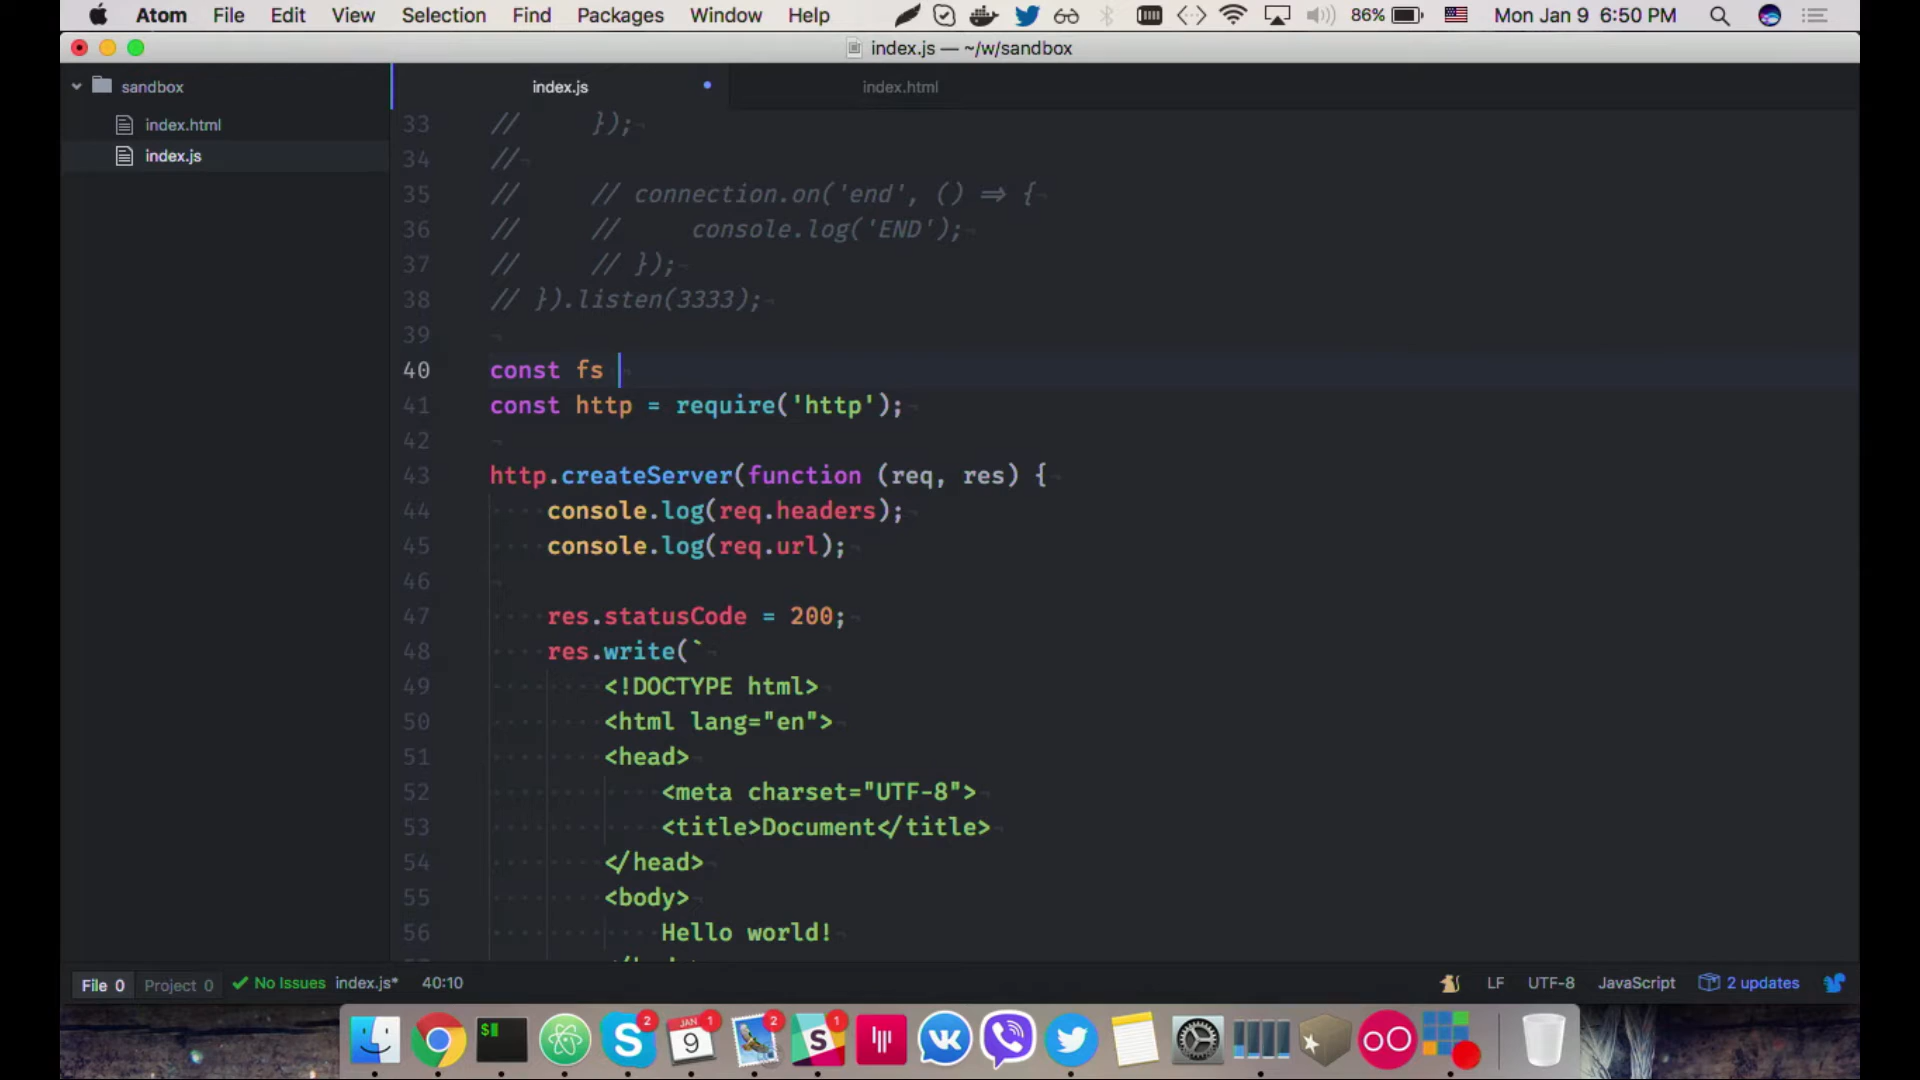 Atom File Edit View Selection Find Packages Window Help 86% Mon Jan 9 6:50 PM
index.js — ~/w/sandbox
sandbox
index.html
index.js
index.js index.html
33 //      });
34 //
35 //      // connection.on('end', () => {
36 //      //     console.log('END');
37 //      // });
38 // }).listen(3333);
39
40 const fs
41 const http = require('http');
42
43 http.createServer(function (req, res) {
44 console.log(req.headers);
45 console.log(req.url);
46
47 res.statusCode = 200;
48 res.write(`
49 <!DOCTYPE html>
50 <html lang="en">
51 <head>
52 <meta charset="UTF-8">
53 <title>Document</title>
54 </head>
55 <body>
56 Hello world!
File 0 Project 0 No Issues index.js* 40:10 LF UTF-8 JavaScript 2 updates
$ 2 JAN 9 1 2 1